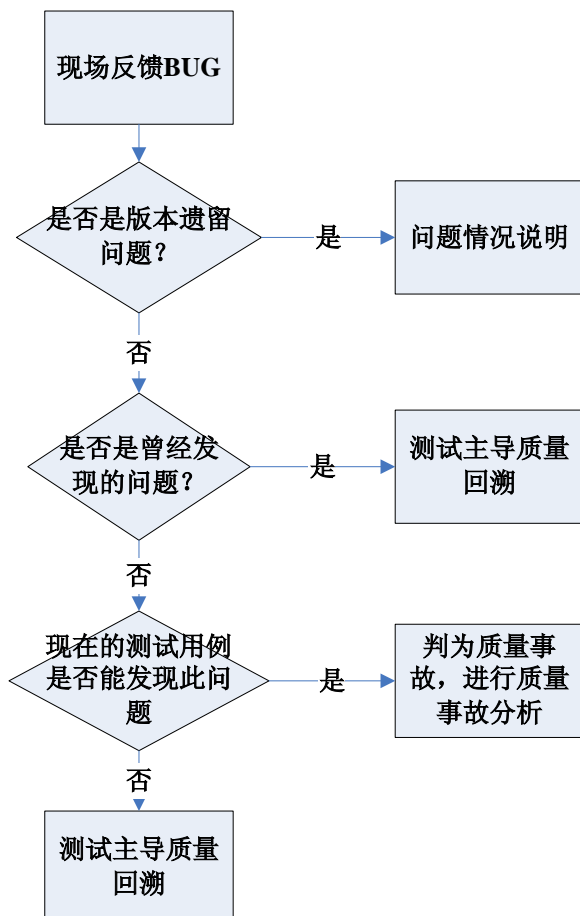 现场反馈BUG
是否是版本遗留
问题？
是
问题情况说明
否
是否是曾经发
现的问题？
是
测试主导质量
回溯
否
现在的测试用例
是否能发现此问
题
是
判为质量事
故，进行质量
事故分析
否
测试主导质量
回溯